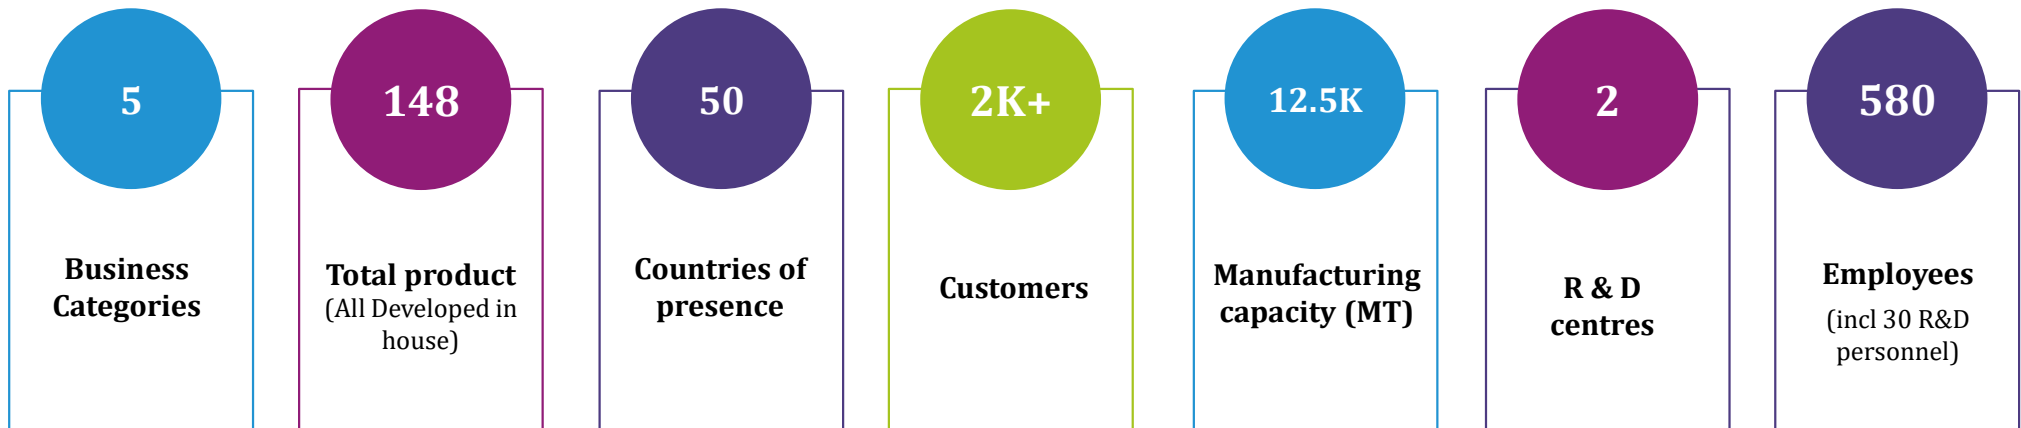 5
Business
Categories
148
Total product
(All Developed in
house)
50
Countries of
presence
2K+
Customers
12.5K
Manufacturing
capacity (MT)
2
R & D
centres
580
Employees
(incl 30 R&D
personnel)